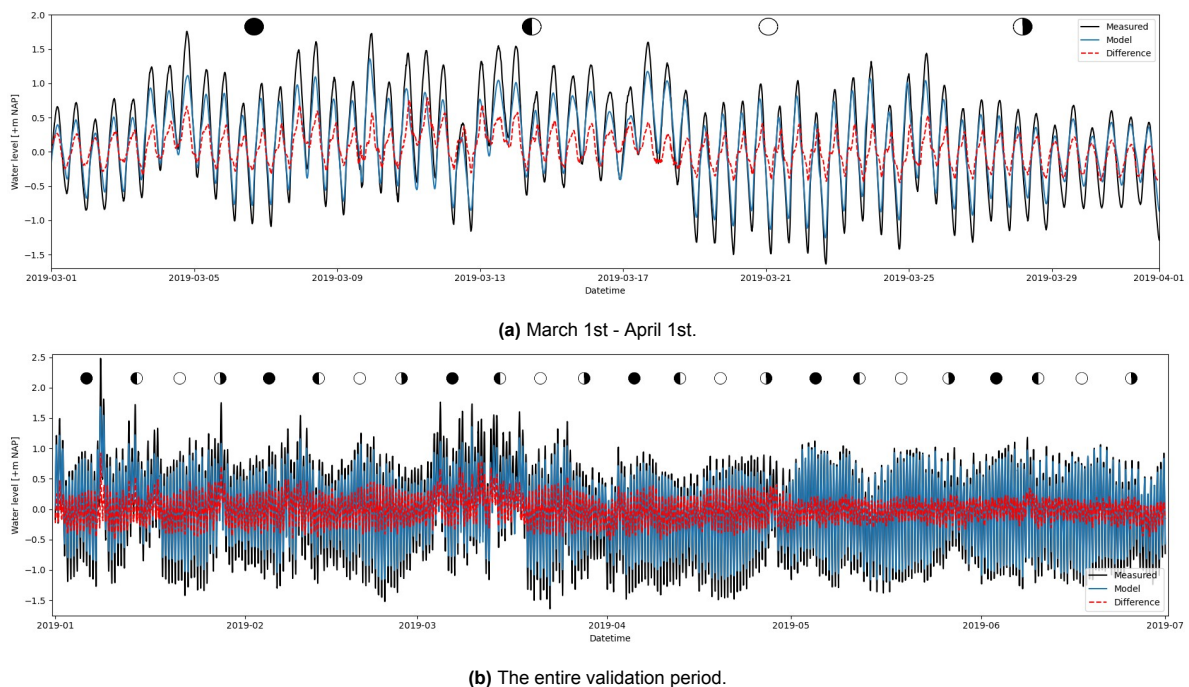 2.0
1.5
1.0
0.5
0.0
−0.5
−1.0
−1.5
Water level [+m NAP]
Measured
Model
Difference
2019-03-01 2019-03-05 2019-03-09 2019-03-13 2019-03-17 2019-03-21 2019-03-25 2019-03-29 2019-04-01
Datetime
(a) March 1st - April 1st.
2.5
2.0
1.5
1.0
0.5
0.0
−0.5
−1.0
−1.5
Water level [+m NAP]
Measured
Model
Difference
2019-01 2019-02 2019-03 2019-04 2019-05 2019-06 2019-07
Datetime
(b) The entire validation period.